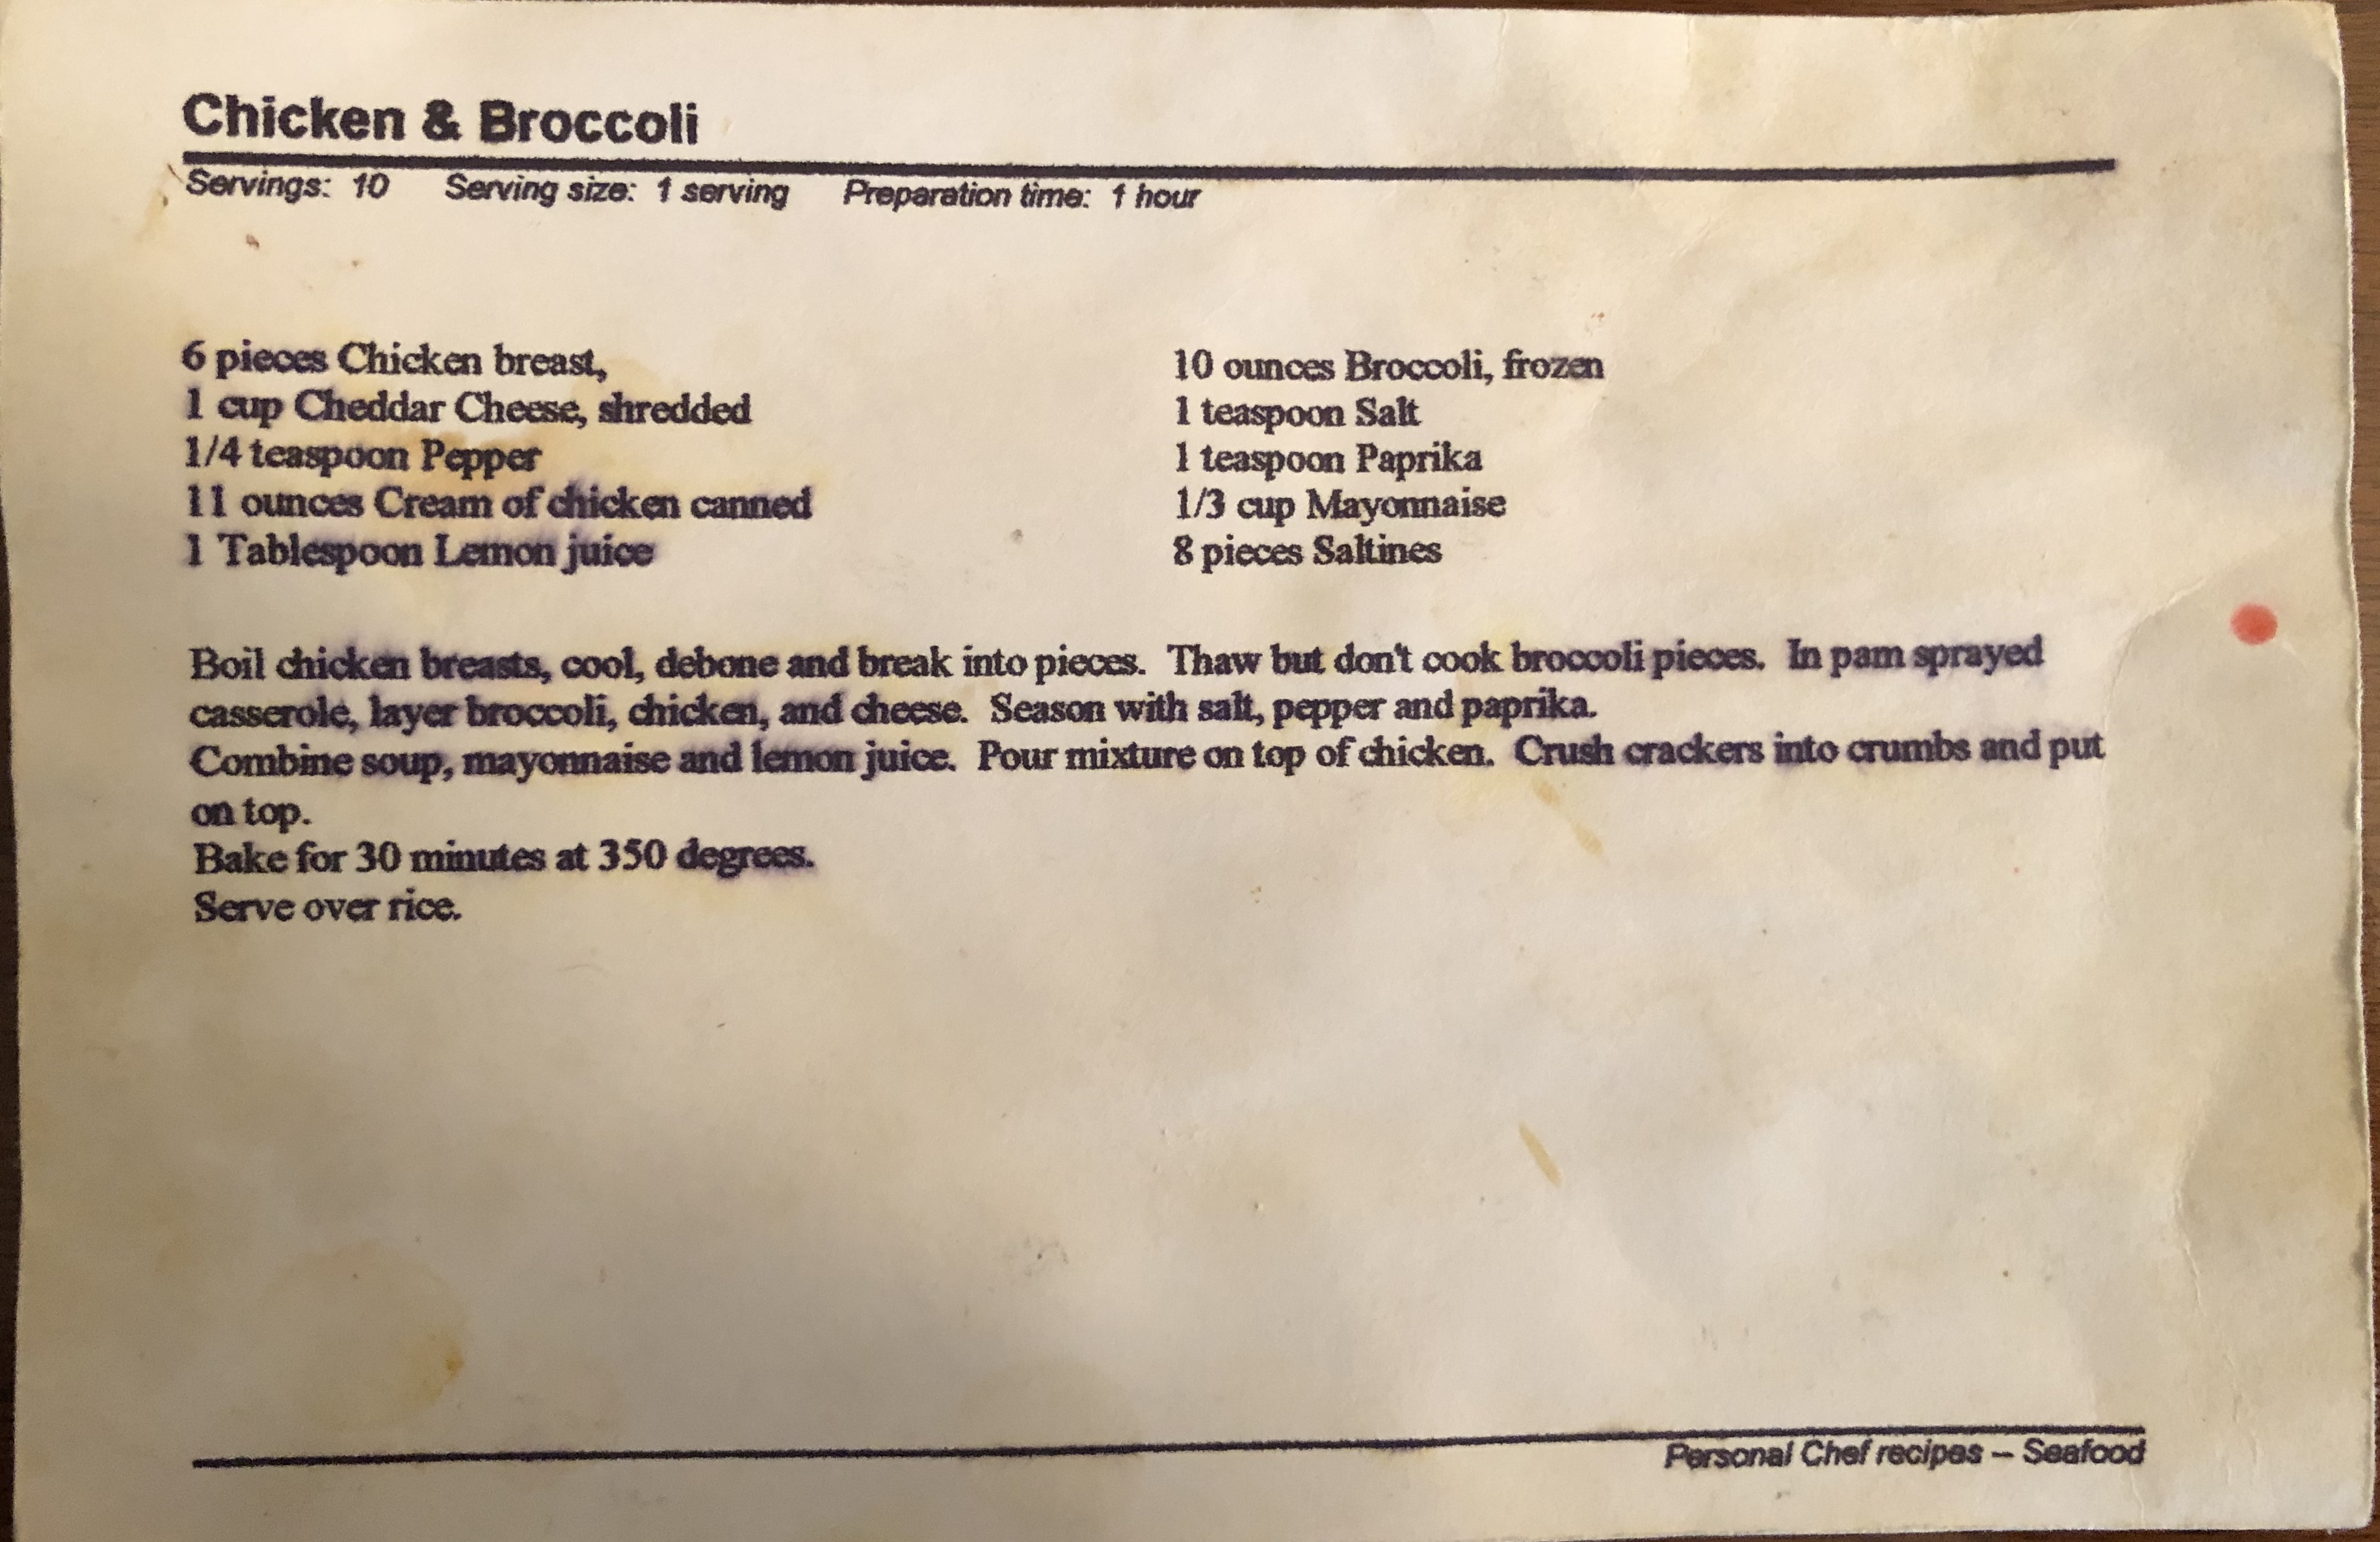 Chicken & Broccoli
Servings: 10 Serving size: 1 serving Preparation time: 1 hour
6 pieces Chicken breast,
1 cup Cheddar Cheese, shredded
1/4 teaspoon Pepper
11 ounces Cream of chicken canned
1 Tablespoon Lemon juice
10 ounces Broccoli, frozen
1 teaspoon Salt
1 teaspoon Paprika
1/3 cup Mayonnaise
8 pieces Saltines
Boil chicken breasts, cool, debone and break into pieces. Thaw but don't cook broccoli pieces. In pam sprayed
casserole, layer broccoli, chicken, and cheese. Season with salt, pepper and paprika.
Combine soup, mayonnaise and lemon juice. Pour mixture on top of chicken. Crush crackers into crumbs and put
on top.
Bake for 30 minutes at 350 degrees.
Serve over rice.
Personal Chef recipes – Seafood